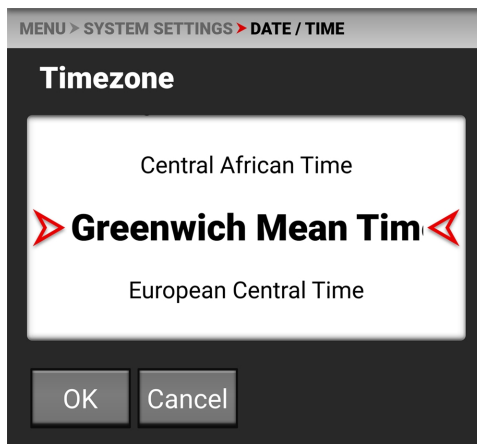 MENU > SYSTEM SETTINGS > DATE / TIME
Timezone
Central African Time
Greenwich Mean Tim
European Central Time
OK
Cancel